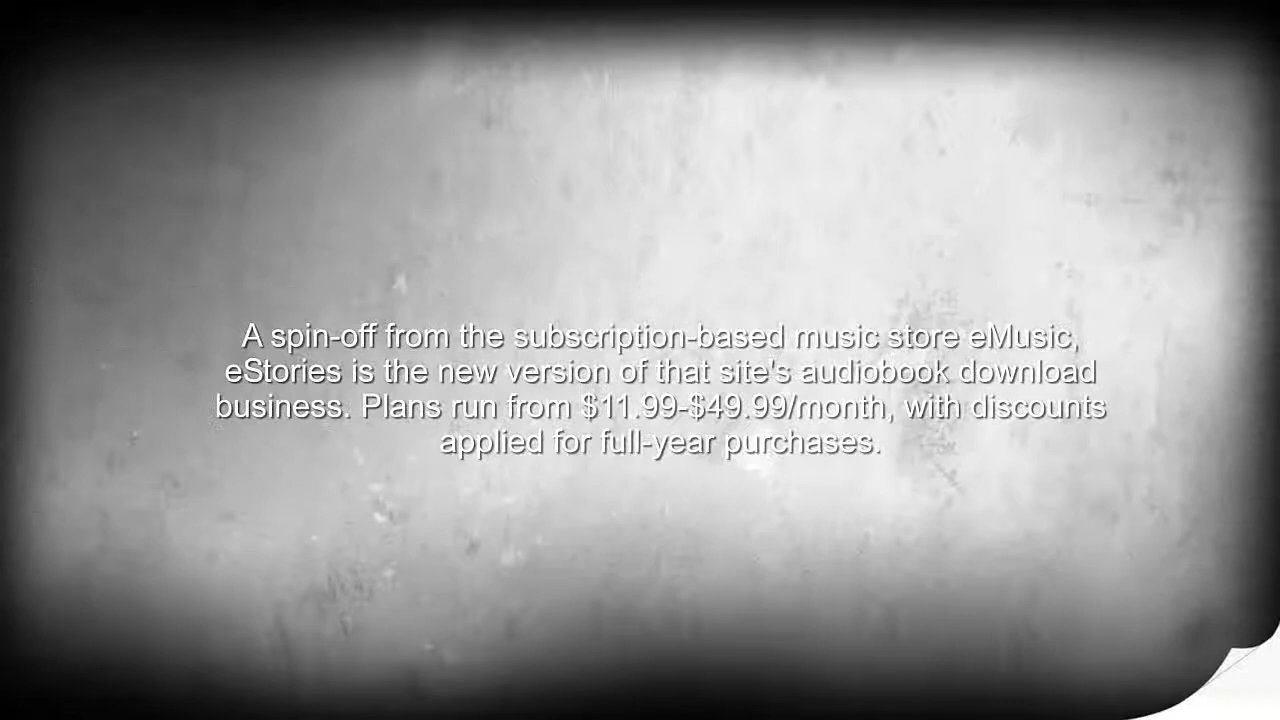 A spin-off from the subscription-based music store eMusic,
eStories is the new version of that site's audiobook download
business. Plans run from $11.99-$49.99/month, with discounts
applied for full-year purchases.